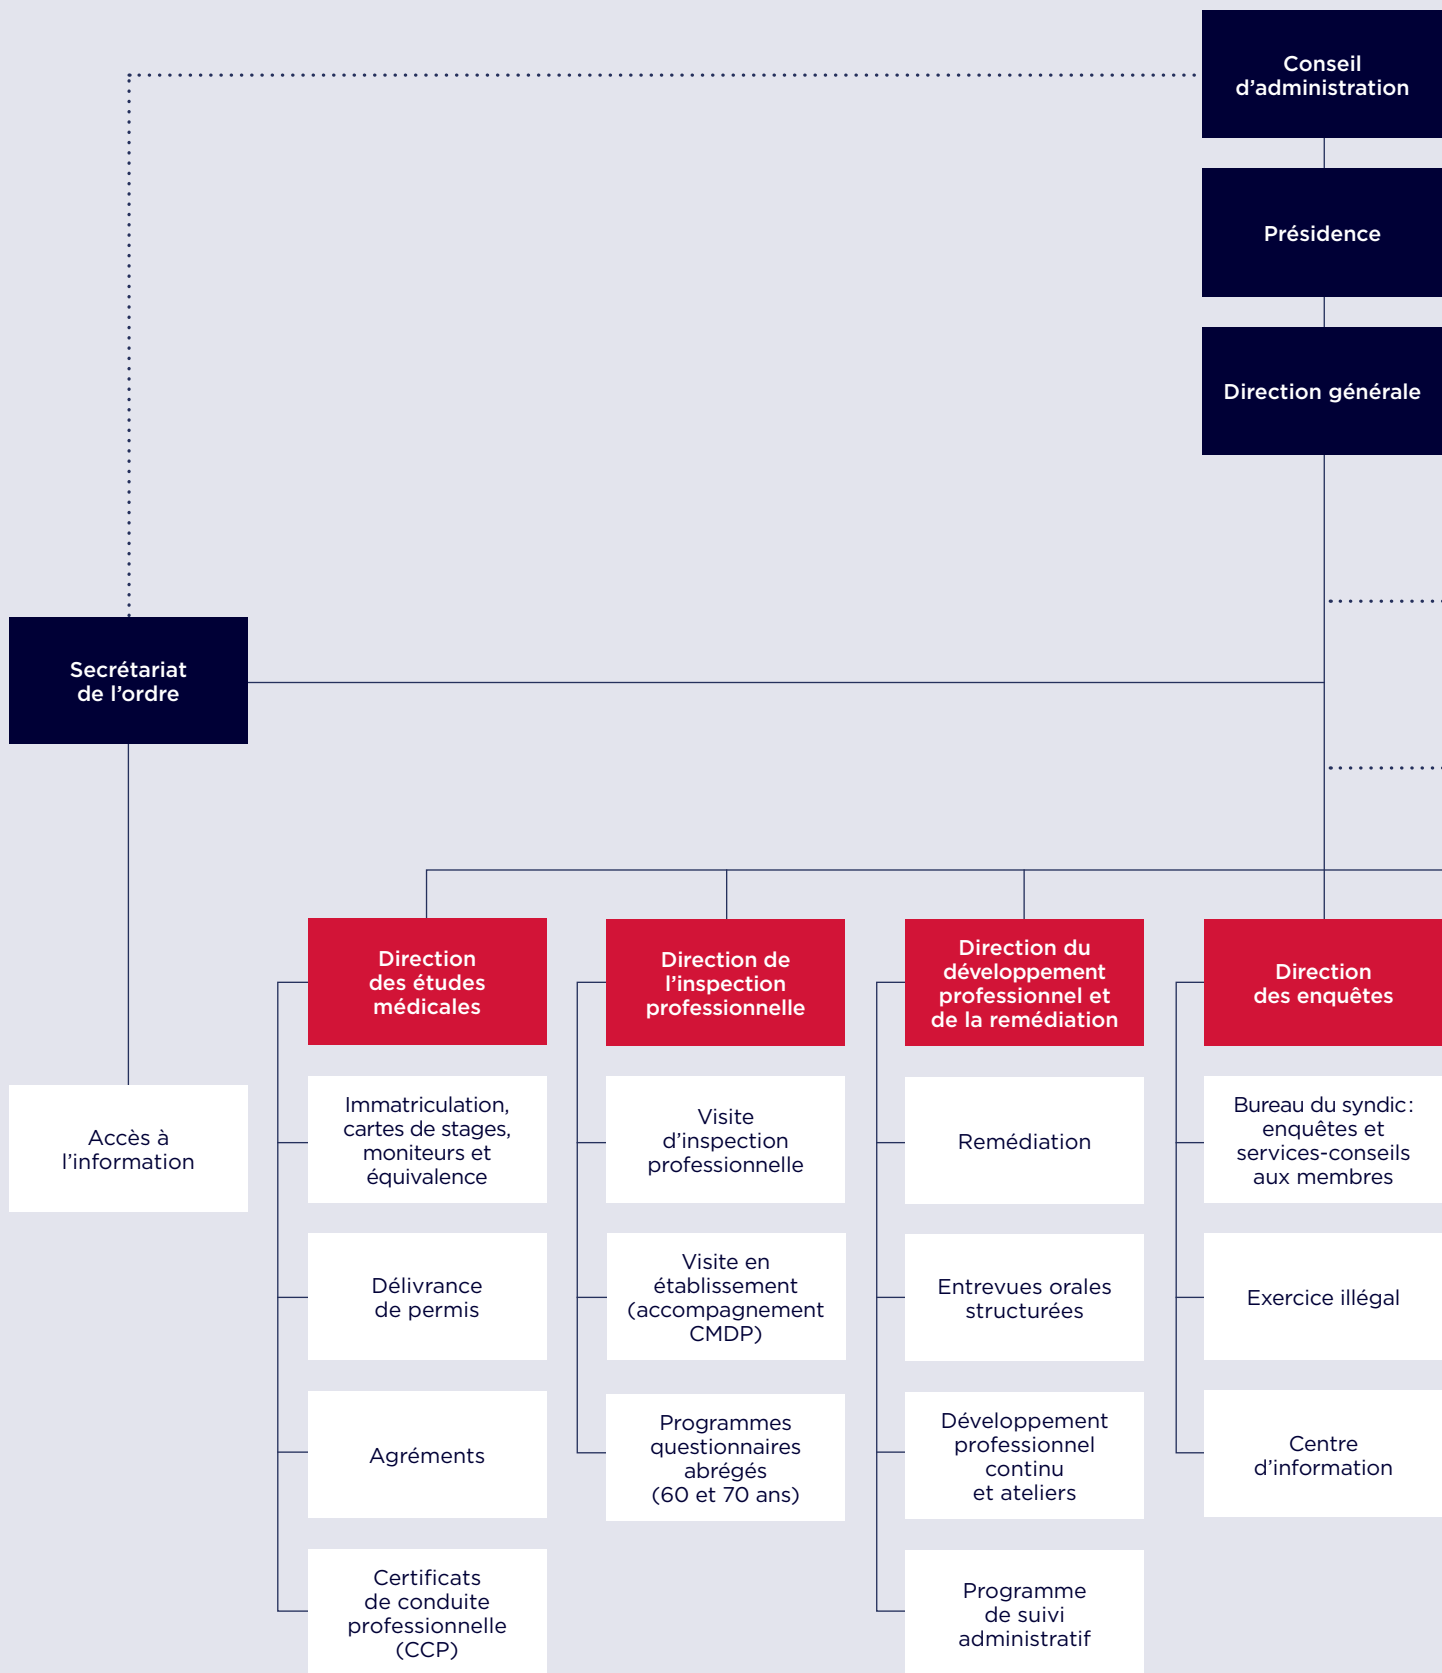 Conseil
d’administration
Présidence
Direction générale
Secrétariat
de l’ordre
Accès à
l’information
Direction
des études
médicales
Immatriculation,
cartes de stages,
moniteurs et
équivalence
Délivrance
de permis
Agréments
Certificats
de conduite
professionnelle
(CCP)
Direction de
l’inspection
professionnelle
Visite
d’inspection
professionnelle
Visite en
établissement
(accompagnement
CMDP)
Programmes
questionnaires
abrégés
(60 et 70 ans)
Direction du
développement
professionnel et
de la remédiation
Remédiation
Entrevues orales
structurées
Développement
professionnel
continu
et ateliers
Programme
de suivi
administratif
Direction
des enquêtes
Bureau du syndic :
enquêtes et
services-conseils
aux membres
Exercice illégal
Centre
d’information